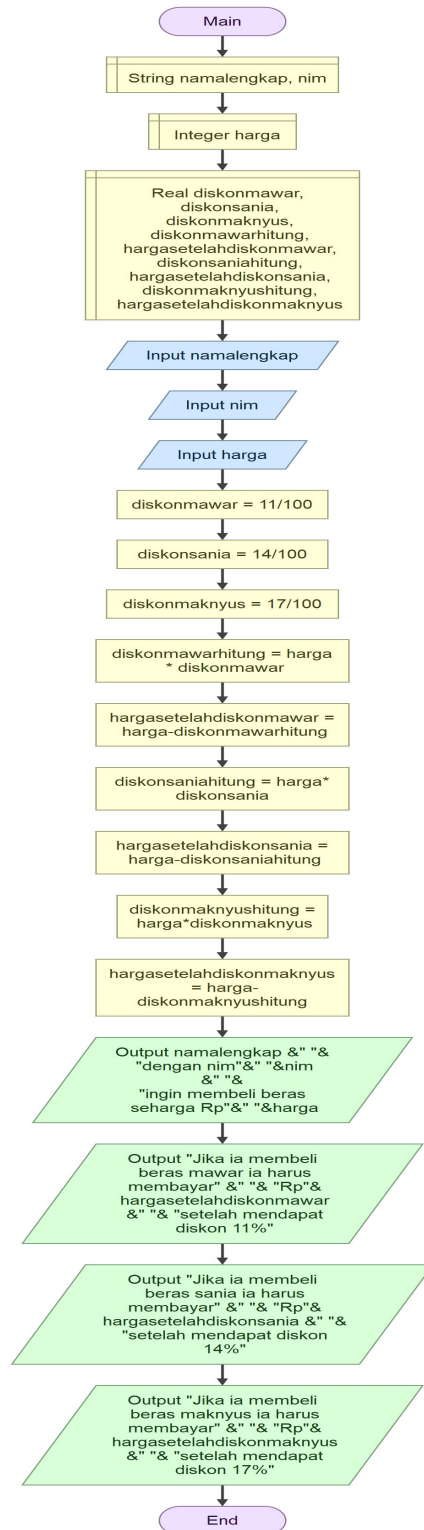 Main
String namalengkap, nim
Integer harga
Real diskonmawar,
diskonsania,
diskonmaknyus,
diskonmawarhitung,
hargasetelahdiskonmawar,
diskonsaniahitung,
hargasetelahdiskonsania,
diskonmaknyushitung,
hargasetelahdiskonmaknyus
Input namalengkap
Input nim
Input harga
diskonmawar = 11/100
diskonsania = 14/100
diskonmaknyus = 17/100
diskonmawarhitung = harga
* diskonmawar
hargasetelahdiskonmawar =
harga-diskonmawarhitung
diskonsaniahitung = harga*
diskonsania
hargasetelahdiskonsania =
harga-diskonsaniahitung
diskonmaknyushitung =
harga*diskonmaknyus
hargasetelahdiskonmaknyus
= harga-
diskonmaknyushitung
Output namalengkap &" "&
"dengan nim"&" "&nim
&" "&
"ingin membeli beras
seharga Rp"&" "&harga
Output "Jika ia membeli
beras mawar ia harus
membayar" &" "& "Rp"&
hargasetelahdiskonmawar
&" "& "setelah mendapat
diskon 11%"
Output "Jika ia membeli
beras sania ia harus
membayar" &" "& "Rp"&
hargasetelahdiskonsania &" "&
"setelah mendapat diskon
14%"
Output "Jika ia membeli
beras maknyus ia harus
membayar" &" "& "Rp"&
hargasetelahdiskonmaknyus
&" "& "setelah mendapat
diskon 17%"
End